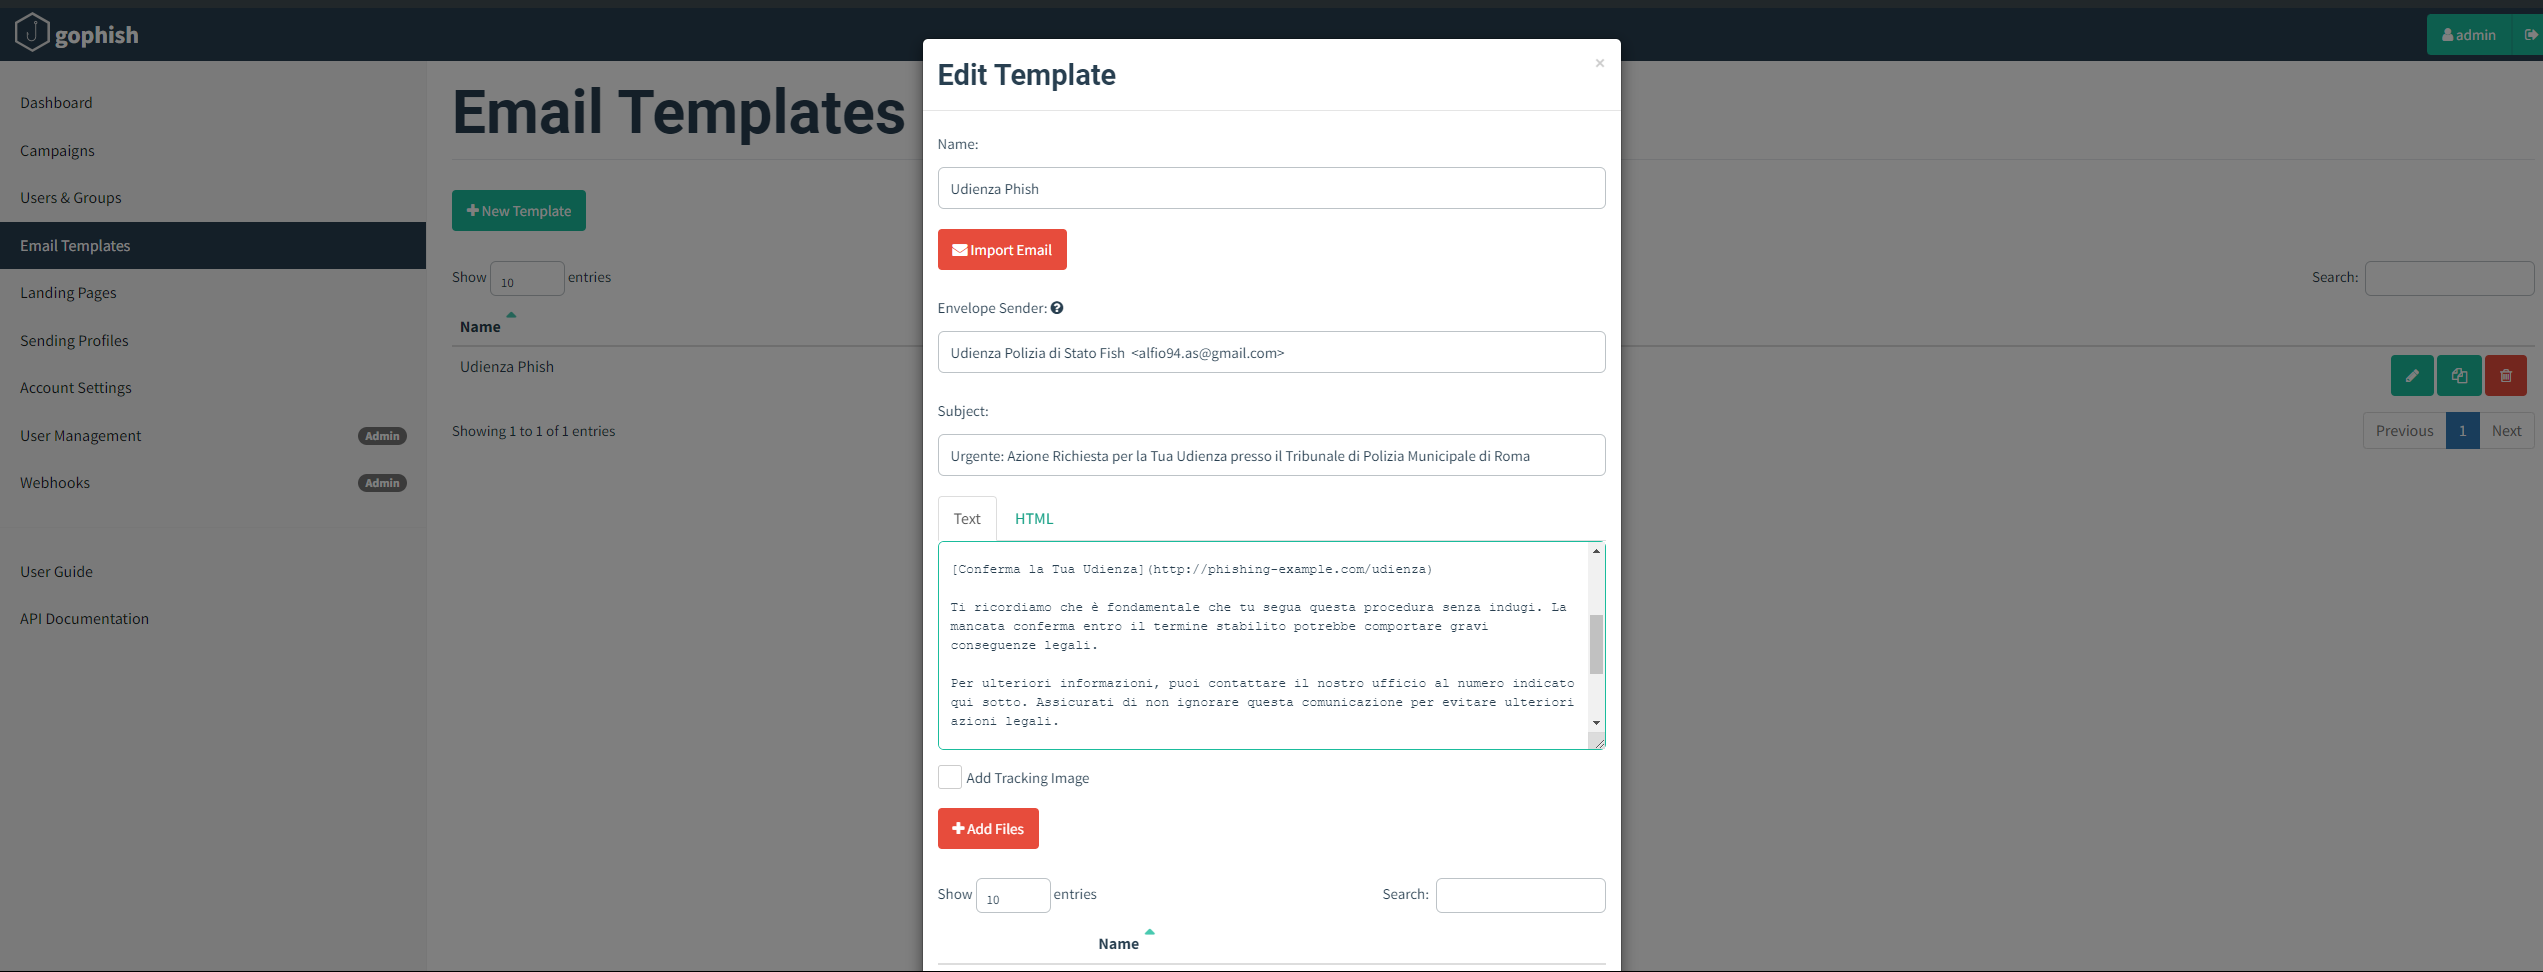 gophish
admin
Dashboard
Campaigns
Users & Groups
Email Templates
Landing Pages
Sending Profiles
Account Settings
User Management Admin
Webhooks Admin
User Guide
API Documentation
Email Templates
New Template
Show 10 entries
Search:
Name
Udienza Phish
Showing 1 to 1 of 1 entries
Previous 1 Next
Edit Template
×
Name:
Udienza Phish
Import Email
Envelope Sender:
Udienza Polizia di Stato Fish <alfio94.as@gmail.com>
Subject:
Urgente: Azione Richiesta per la Tua Udienza presso il Tribunale di Polizia Municipale di Roma
Text HTML
[Conferma la Tua Udienza](http://phishing-example.com/udienza)
Ti ricordiamo che è fondamentale che tu segua questa procedura senza indugi. La
mancata conferma entro il termine stabilito potrebbe comportare gravi
conseguenze legali.
Per ulteriori informazioni, puoi contattare il nostro ufficio al numero indicato
qui sotto. Assicurati di non ignorare questa comunicazione per evitare ulteriori
azioni legali.
Add Tracking Image
Add Files
Show 10 entries
Search:
Name